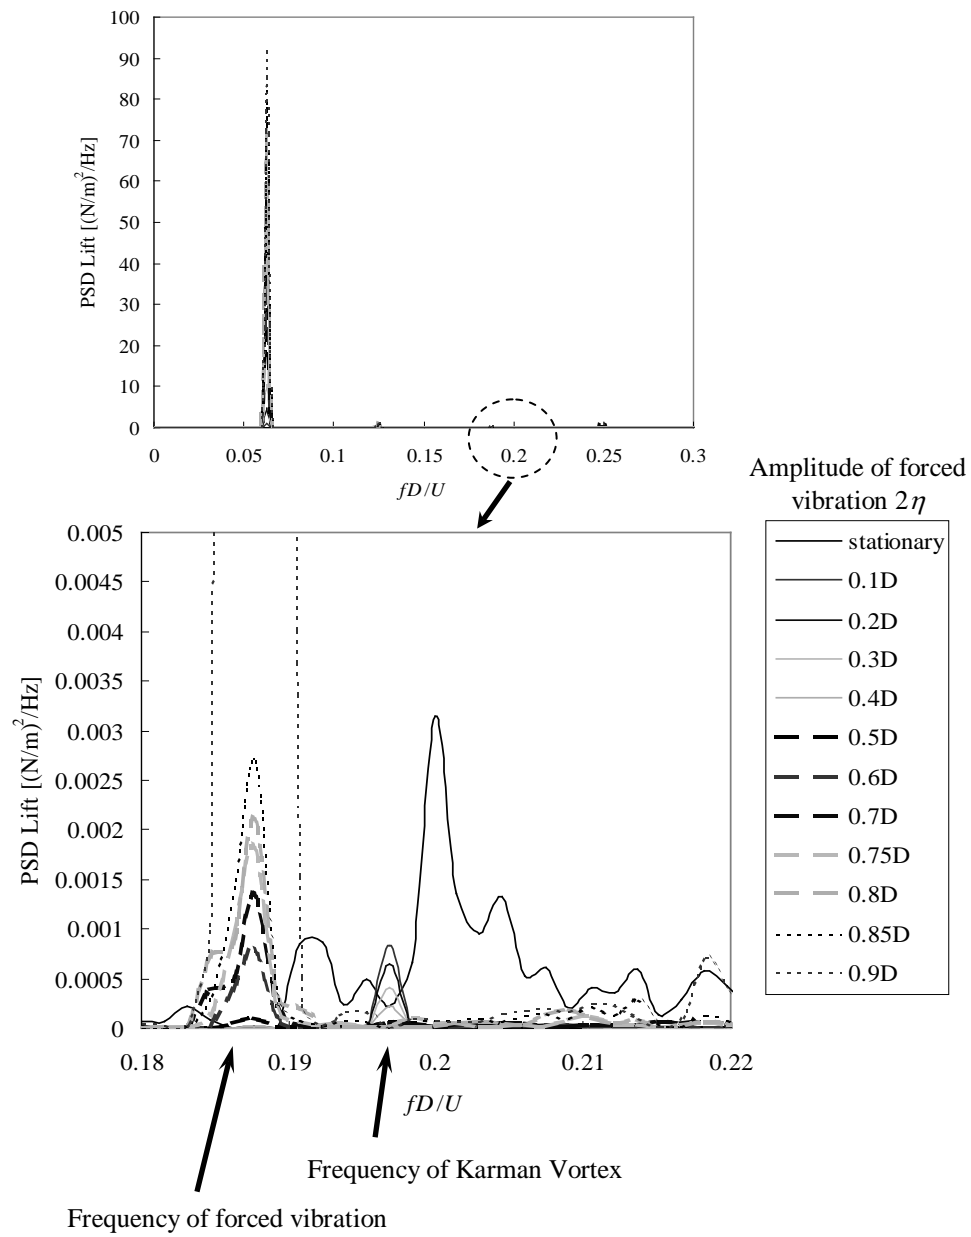 100
90
80
70
60
50
40
30
20
10
0
PSD Lift [(N/m)²/Hz]
0 0.05 0.1 0.15 0.2 0.25 0.3
fD/U
Amplitude of forced
vibration 2η
0.005
0.0045
0.004
0.0035
0.003
0.0025
0.002
0.0015
0.001
0.0005
0
PSD Lift [(N/m)²/Hz]
0.18 0.19 0.2 0.21 0.22
fD/U
stationary
0.1D
0.2D
0.3D
0.4D
0.5D
0.6D
0.7D
0.75D
0.8D
0.85D
0.9D
Frequency of Karman Vortex
Frequency of forced vibration